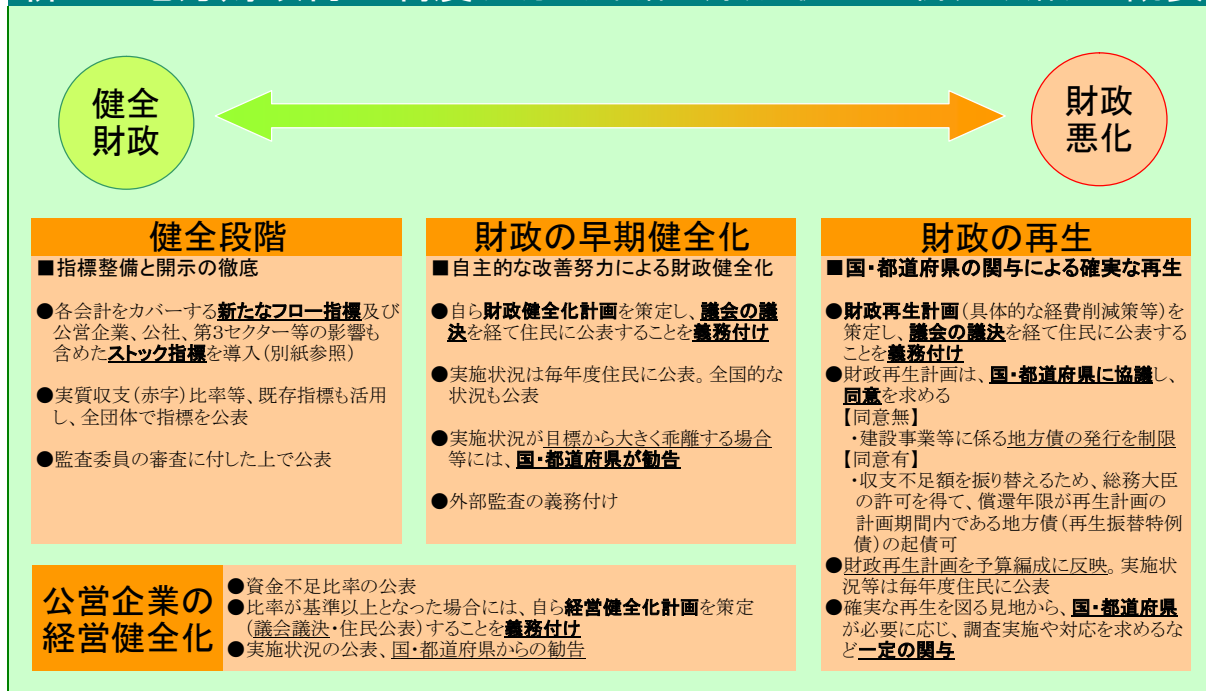 健全
財政
財政
悪化
健全段階
■指標整備と開示の徹底
●各会計をカバーする新たなフロー指標及び
公営企業、公社、第3セクター等の影響も
含めたストック指標を導入(別紙参照)
●実質収支(赤字)比率等、既存指標も活用
し、全団体で指標を公表
●監査委員の審査に付した上で公表
財政の早期健全化
■自主的な改善努力による財政健全化
●自ら財政健全化計画を策定し、議会の議
決を経て住民に公表することを義務付け
●実施状況は毎年度住民に公表。全国的な
状況も公表
●実施状況が目標から大きく乖離する場合
等には、国・都道府県が勧告
●外部監査の義務付け
財政の再生
■国・都道府県の関与による確実な再生
●財政再生計画(具体的な経費削減策等)を
策定し、議会の議決を経て住民に公表する
ことを義務付け
●財政再生計画は、国・都道府県に協議し、
同意を求める
【同意無】
・建設事業等に係る地方債の発行を制限
【同意有】
・収支不足額を振り替えるため、総務大臣
の許可を得て、償還年限が再生計画の
計画期間内である地方債(再生振替特例
債)の起債可
●財政再生計画を予算編成に反映。実施状
況等は毎年度住民に公表
●確実な再生を図る見地から、国・都道府県
が必要に応じ、調査実施や対応を求めるな
ど一定の関与
公営企業の
経営健全化
●資金不足比率の公表
●比率が基準以上となった場合には、自ら経営健全化計画を策定
(議会議決・住民公表)することを義務付け
●実施状況の公表、国・都道府県からの勧告